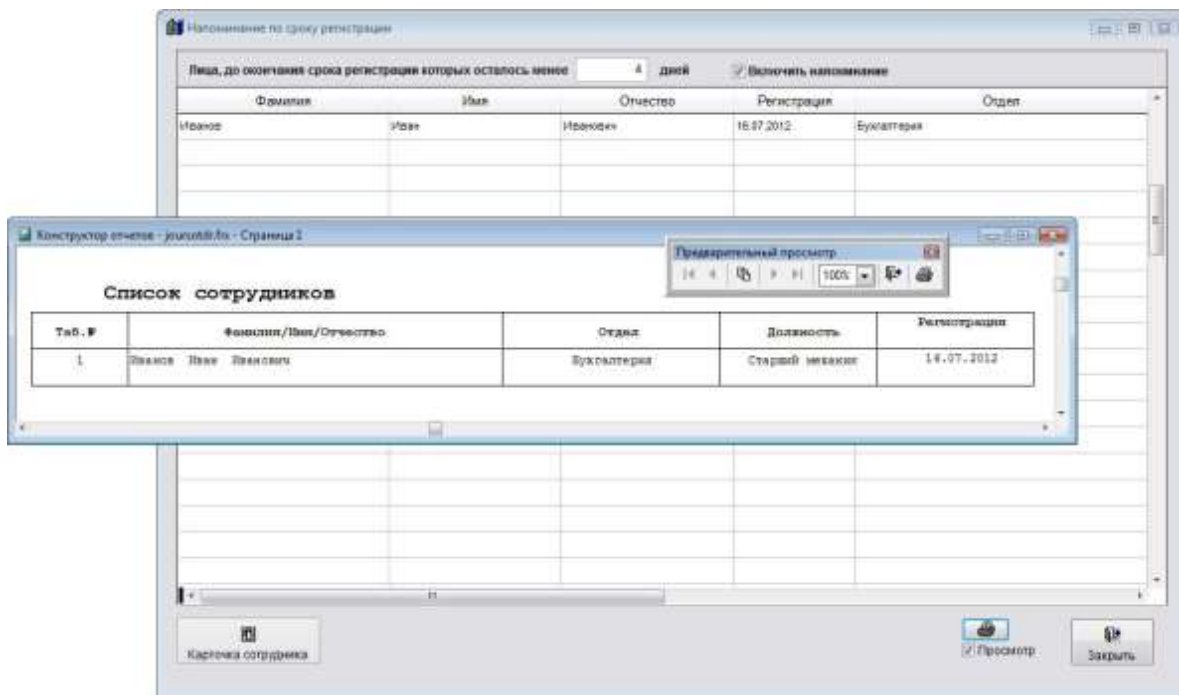 Напоминание по сроку регистрации
Лица, до окончания срока регистрации которых осталось менее 4 дней Включить напоминание
Фамилия Имя Отчество Регистрация Отдел
Иванов Иван Иванович 16.07.2012 Бухгалтерия
Конструктор отчетов - joursotdr.frx - Страница 1
Предварительный просмотр
100%
Список сотрудников
Таб.№ Фамилия/Имя/Отчество Отдел Должность Регистрация
1 Иванов Иван Иванович Бухгалтерия Старший механик 16.07.2012
Карточка сотрудника
Просмотр
Закрыть